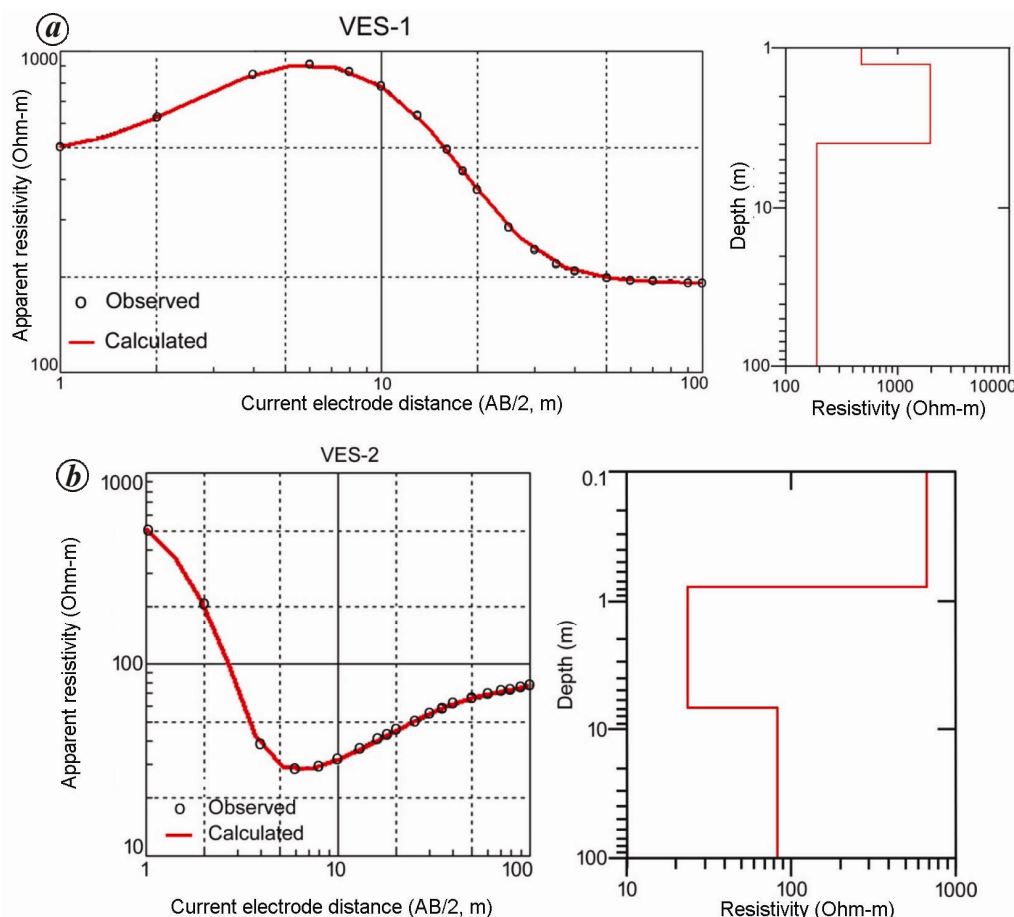 a
VES-1
1000
100
1
10
100
Apparent resistivity (Ohm-m)
Current electrode distance (AB/2, m)
Observed
Calculated
1
10
100
Depth (m)
100
1000
10000
Resistivity (Ohm-m)
b
VES-2
1000
100
10
1
10
100
Apparent resistivity (Ohm-m)
Current electrode distance (AB/2, m)
Observed
Calculated
0.1
1
10
100
Depth (m)
10
100
1000
Resistivity (Ohm-m)